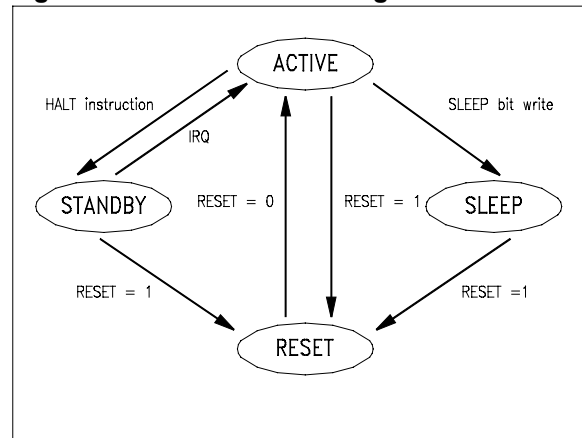 ACTIVE
HALT instruction
SLEEP bit write
IRQ
STANDBY
RESET = 0
RESET = 1
SLEEP
RESET = 1
RESET =1
RESET